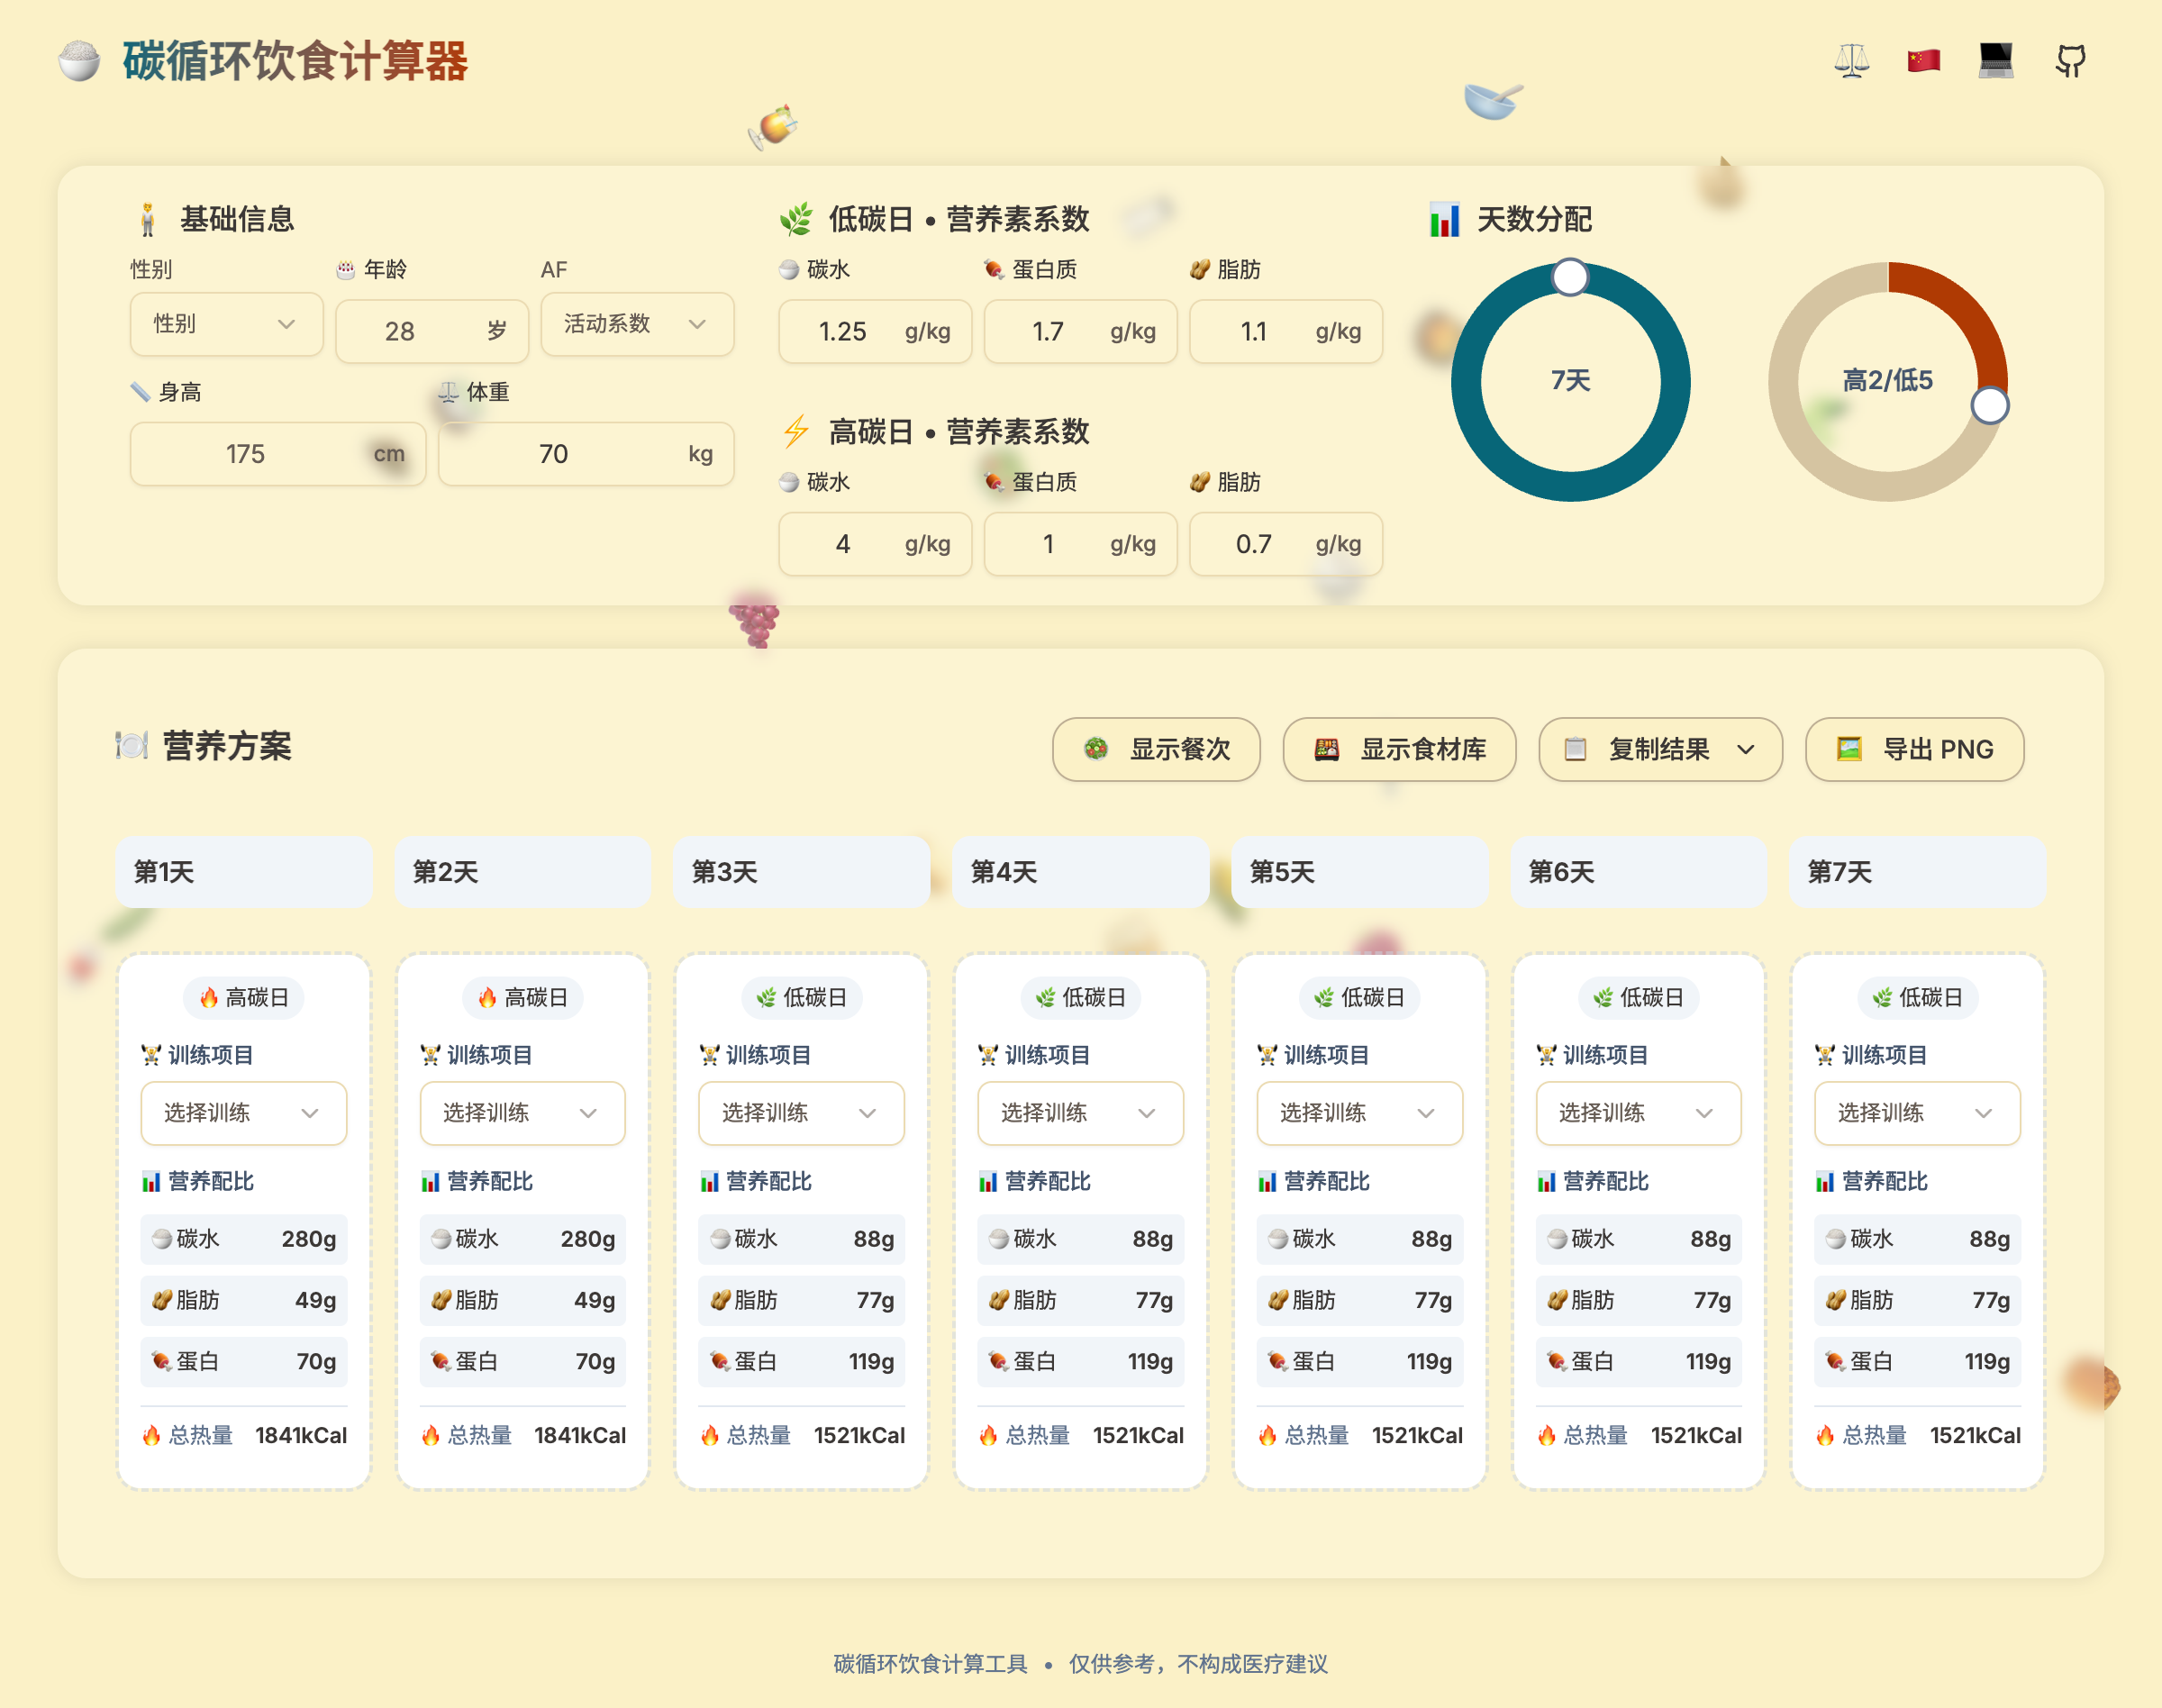 碳循环饮食计算器
基础信息
性别 年龄 AF
性别 28 岁 活动系数
身高 体重
175 cm 70 kg
低碳日 • 营养素系数
碳水 蛋白质 脂肪
1.25 g/kg 1.7 g/kg 1.1 g/kg
高碳日 • 营养素系数
碳水 蛋白质 脂肪
4 g/kg 1 g/kg 0.7 g/kg
天数分配
7天 高2/低5
营养方案
显示餐次 显示食材库 复制结果 导出 PNG
第1天 第2天 第3天 第4天 第5天 第6天 第7天
高碳日 高碳日 低碳日 低碳日 低碳日 低碳日 低碳日
训练项目 训练项目 训练项目 训练项目 训练项目 训练项目 训练项目
选择训练 选择训练 选择训练 选择训练 选择训练 选择训练 选择训练
营养配比 营养配比 营养配比 营养配比 营养配比 营养配比 营养配比
碳水 280g 碳水 280g 碳水 88g 碳水 88g 碳水 88g 碳水 88g 碳水 88g
脂肪 49g 脂肪 49g 脂肪 77g 脂肪 77g 脂肪 77g 脂肪 77g 脂肪 77g
蛋白 70g 蛋白 70g 蛋白 119g 蛋白 119g 蛋白 119g 蛋白 119g 蛋白 119g
总热量 1841kCal 总热量 1841kCal 总热量 1521kCal 总热量 1521kCal 总热量 1521kCal 总热量 1521kCal 总热量 1521kCal
碳循环饮食计算工具 • 仅供参考，不构成医疗建议